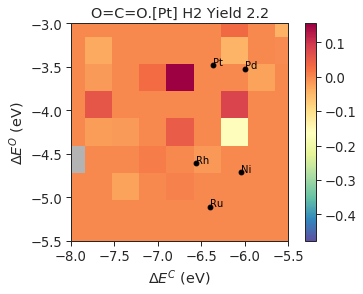 O=C=O.[Pt] H2 Yield 2.2
−3.0
−3.5
−4.0
−4.5
−5.0
−5.5
ΔE^O (eV)
Pt
Pd
Rh
Ni
Ru
−8.0 −7.5 −7.0 −6.5 −6.0 −5.5
ΔE^C (eV)
0.1
0.0
−0.1
−0.2
−0.3
−0.4